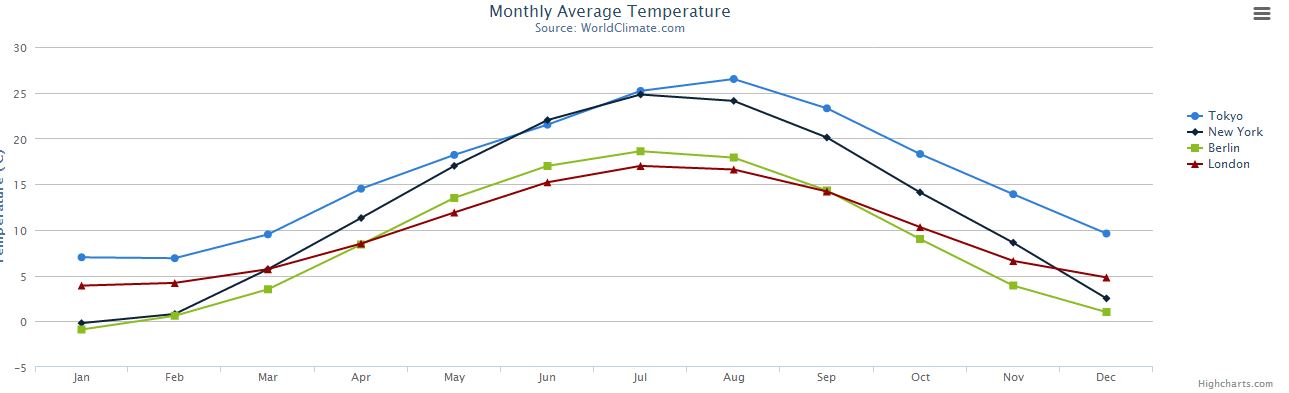 Monthly Average Temperature
Source: WorldClimate.com
30
25
20
15
10
5
0
-5
Jan Feb Mar Apr May Jun Jul Aug Sep Oct Nov Dec
Tokyo
New York
Berlin
London
Highcharts.com